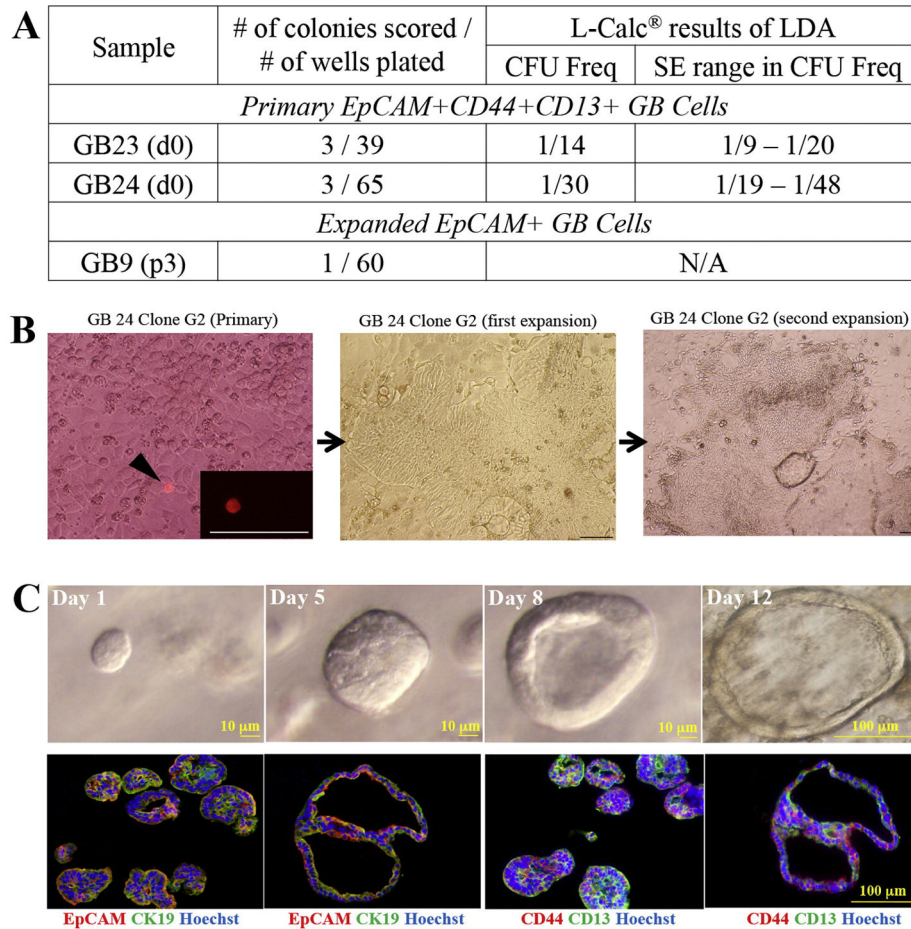 A
Sample
# of colonies scored /
# of wells plated
L-Calc® results of LDA
CFU Freq
SE range in CFU Freq
Primary EpCAM+CD44+CD13+ GB Cells
GB23 (d0)
3 / 39
1/14
1/9 – 1/20
GB24 (d0)
3 / 65
1/30
1/19 – 1/48
Expanded EpCAM+ GB Cells
GB9 (p3)
1 / 60
N/A
B
GB 24 Clone G2 (Primary)
GB 24 Clone G2 (first expansion)
GB 24 Clone G2 (second expansion)
C
Day 1
10 µm
Day 5
10 µm
Day 8
10 µm
Day 12
100 µm
100 µm
EpCAM CK19 Hoechst
EpCAM CK19 Hoechst
CD44 CD13 Hoechst
CD44 CD13 Hoechst